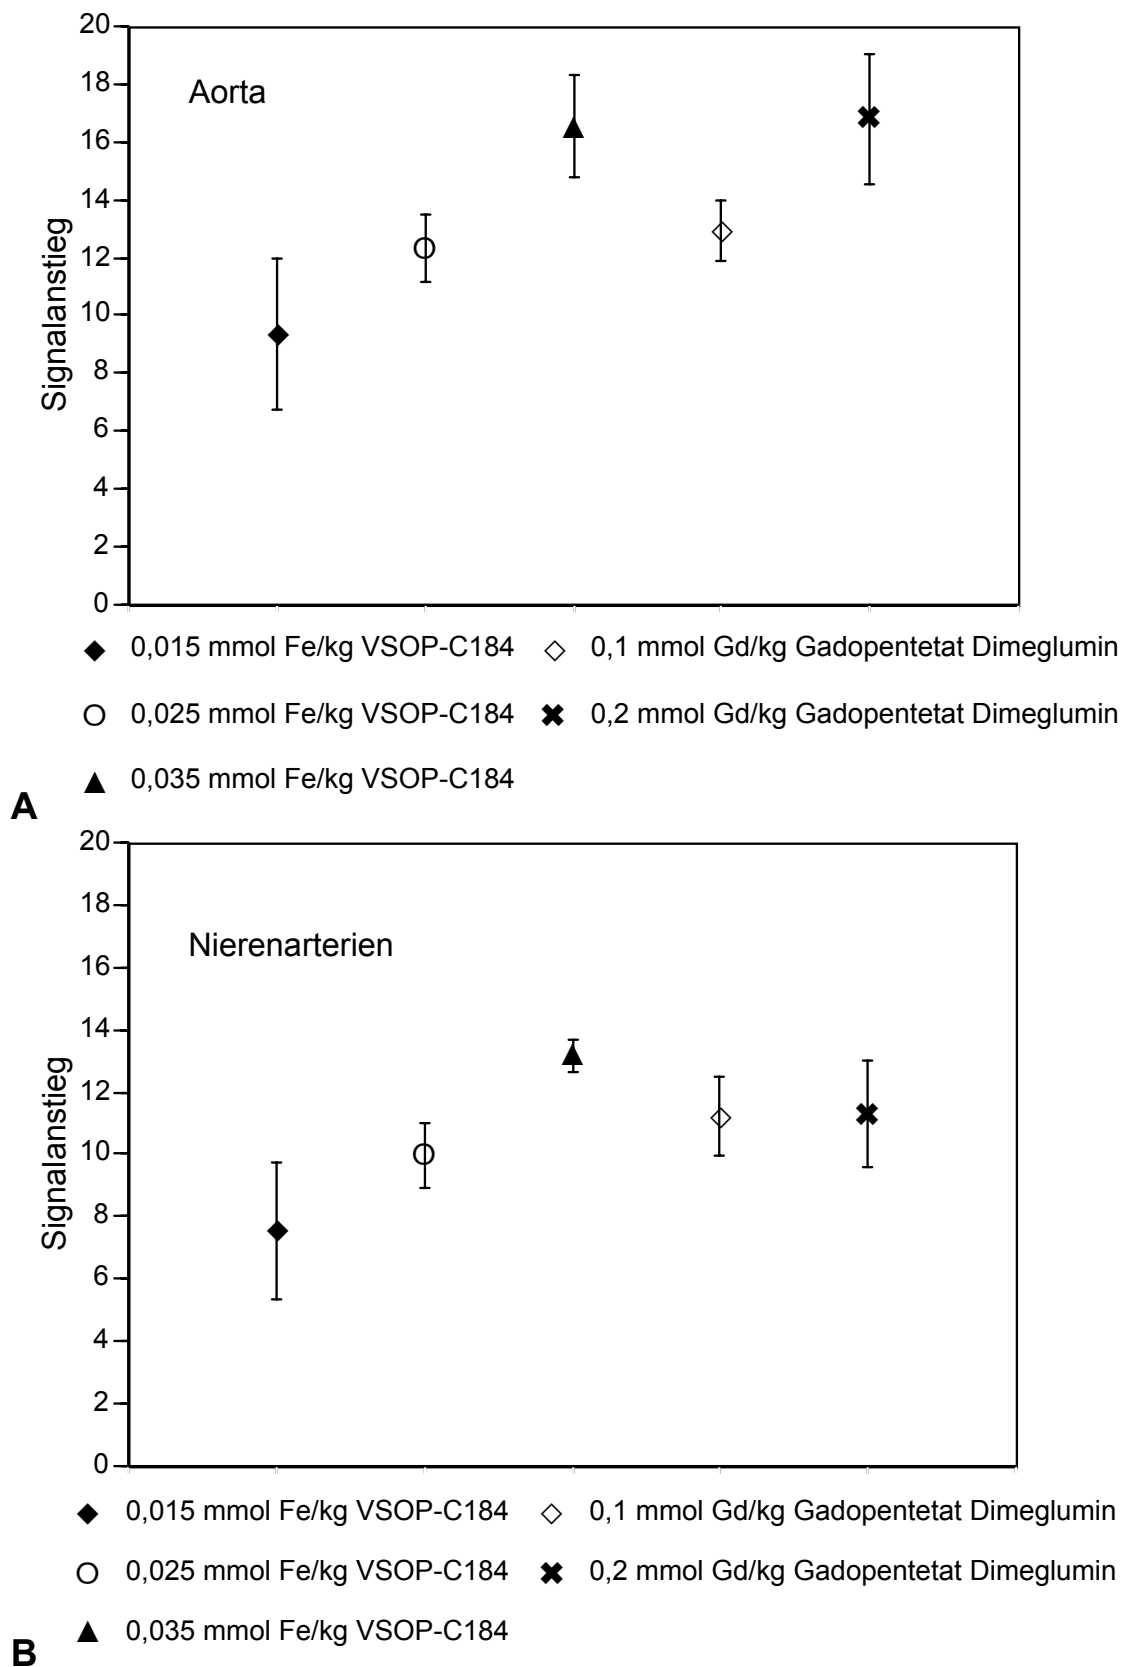 20
18
16
14
12
10
8
6
4
2
0
Signalanstieg
Aorta
0,015 mmol Fe/kg VSOP-C184 0,1 mmol Gd/kg Gadopentetat Dimeglumin
0,025 mmol Fe/kg VSOP-C184 0,2 mmol Gd/kg Gadopentetat Dimeglumin
0,035 mmol Fe/kg VSOP-C184
A
20
18
16
14
12
10
8
6
4
2
0
Signalanstieg
Nierenarterien
0,015 mmol Fe/kg VSOP-C184 0,1 mmol Gd/kg Gadopentetat Dimeglumin
0,025 mmol Fe/kg VSOP-C184 0,2 mmol Gd/kg Gadopentetat Dimeglumin
0,035 mmol Fe/kg VSOP-C184
B